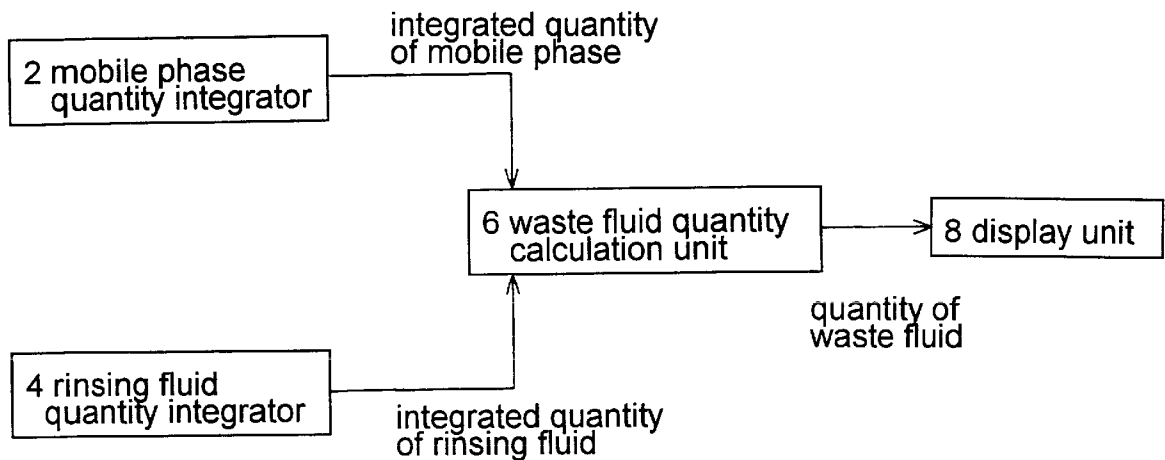 integrated quantity
of mobile phase
2 mobile phase
quantity integrator
6 waste fluid quantity
calculation unit
8 display unit
quantity of
waste fluid
4 rinsing fluid
quantity integrator
integrated quantity
of rinsing fluid